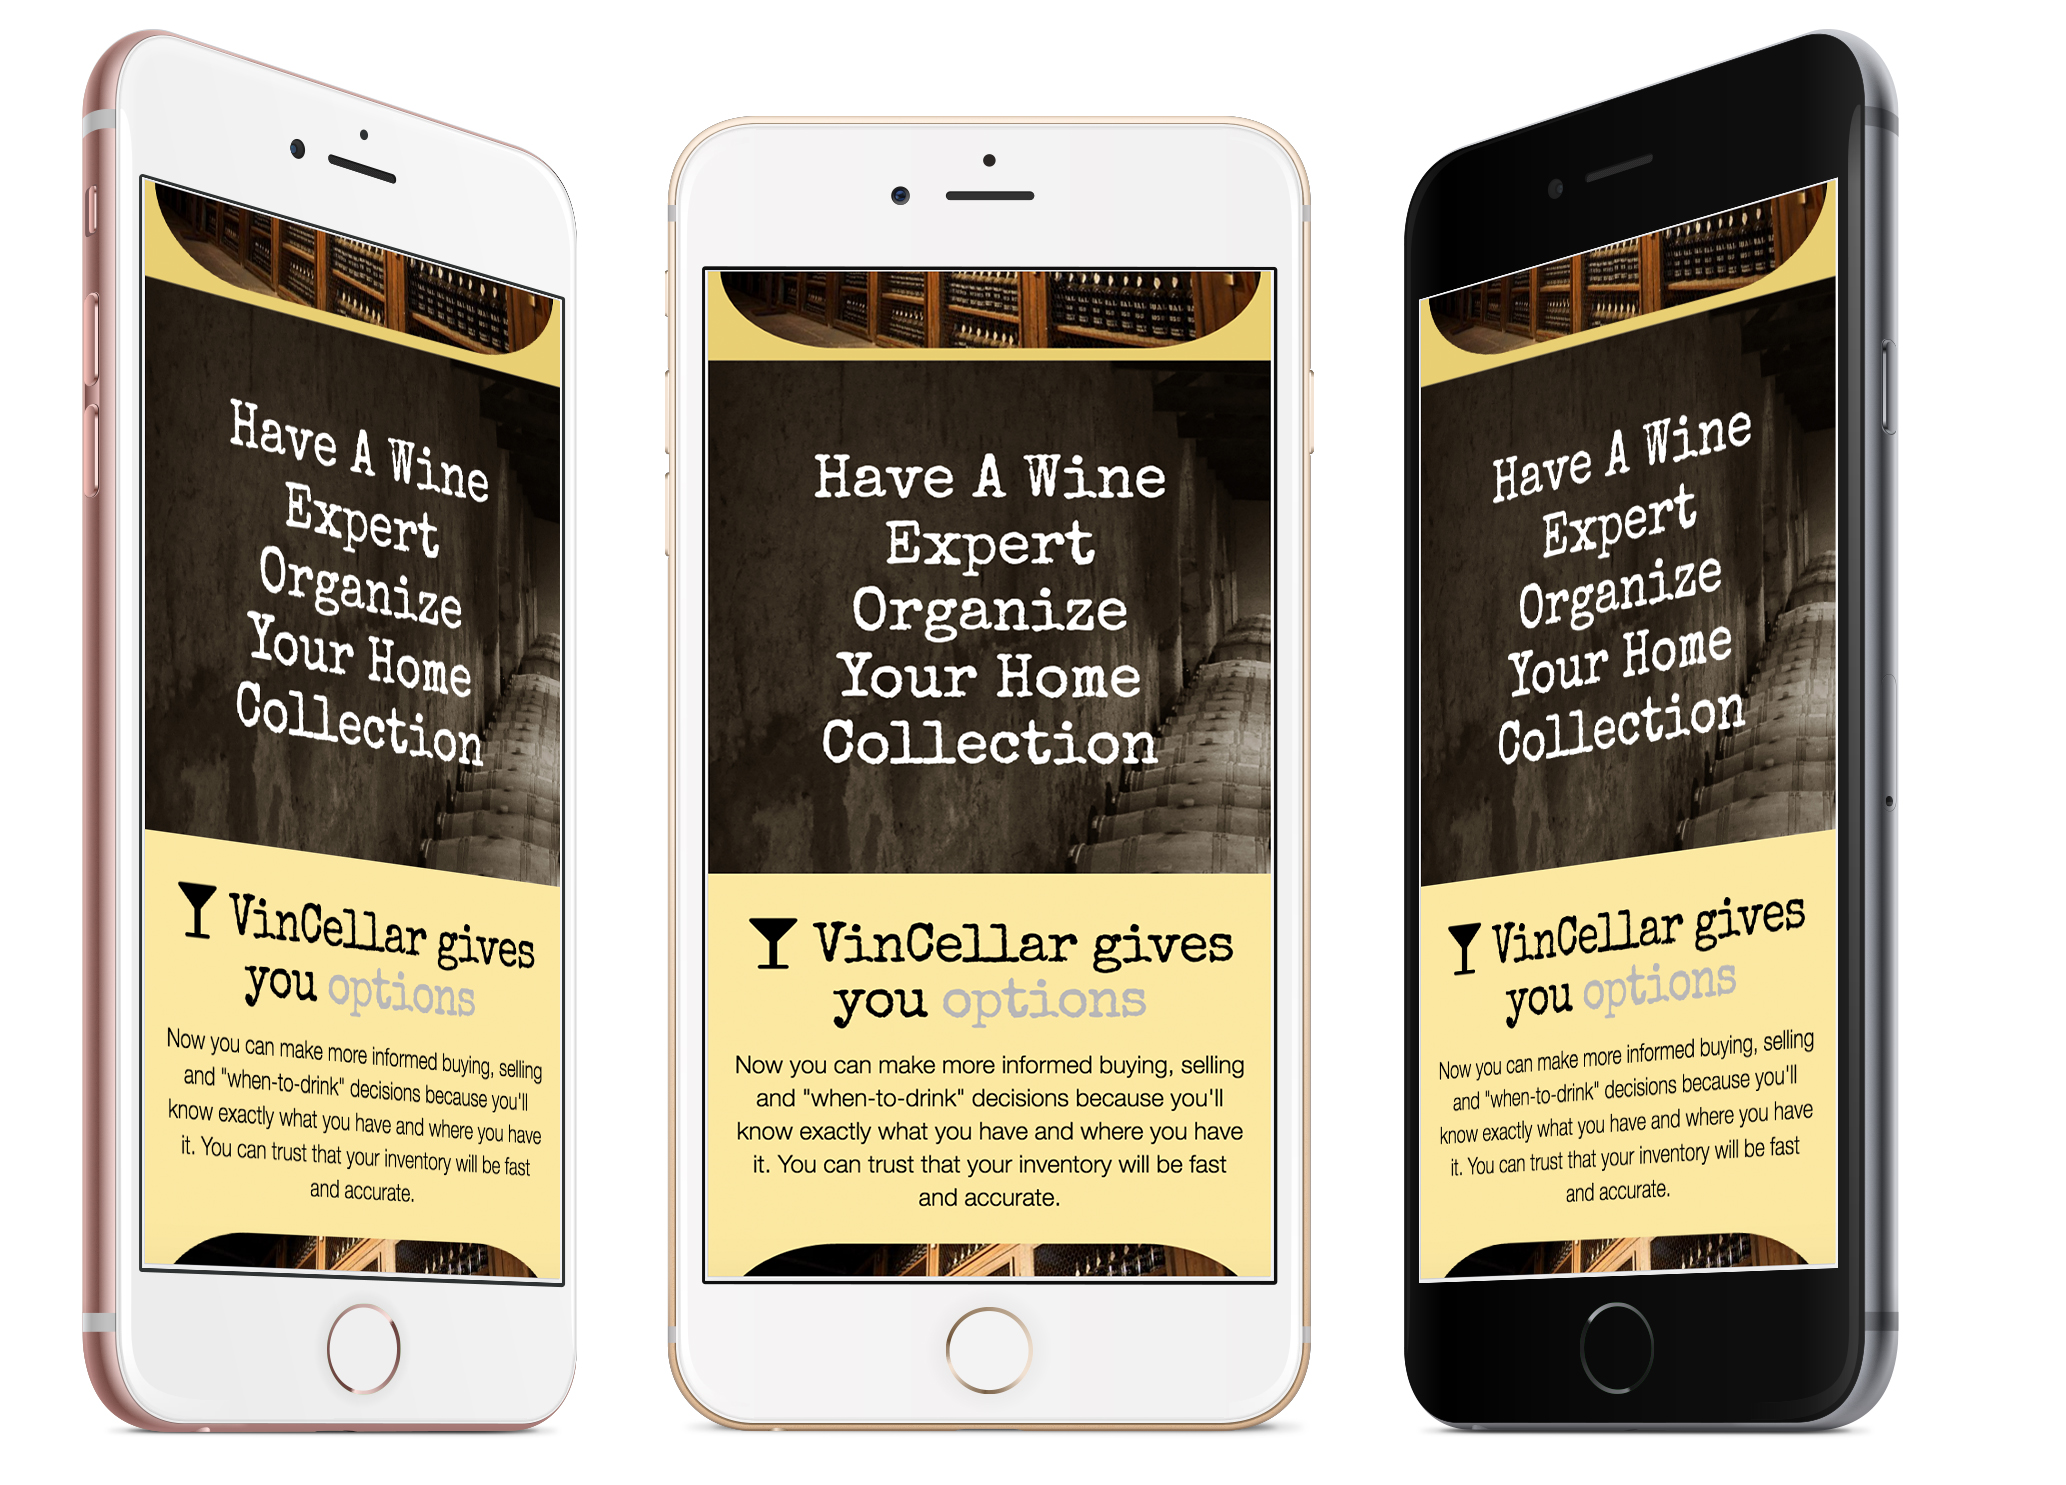 Have A Wine
Expert
Organize
Your Home
Collection
VinCellar gives
you options
Now you can make more informed buying, selling
and "when-to-drink" decisions because you'll
know exactly what you have and where you have
it. You can trust that your inventory will be fast
and accurate.
Have A Wine
Expert
Organize
Your Home
Collection
VinCellar gives
you options
Now you can make more informed buying, selling
and "when-to-drink" decisions because you'll
know exactly what you have and where you have
it. You can trust that your inventory will be fast
and accurate.
Have A Wine
Expert
Organize
Your Home
Collection
VinCellar gives
you options
Now you can make more informed buying, selling
and "when-to-drink" decisions because you'll
know exactly what you have and where you have
it. You can trust that your inventory will be fast
and accurate.